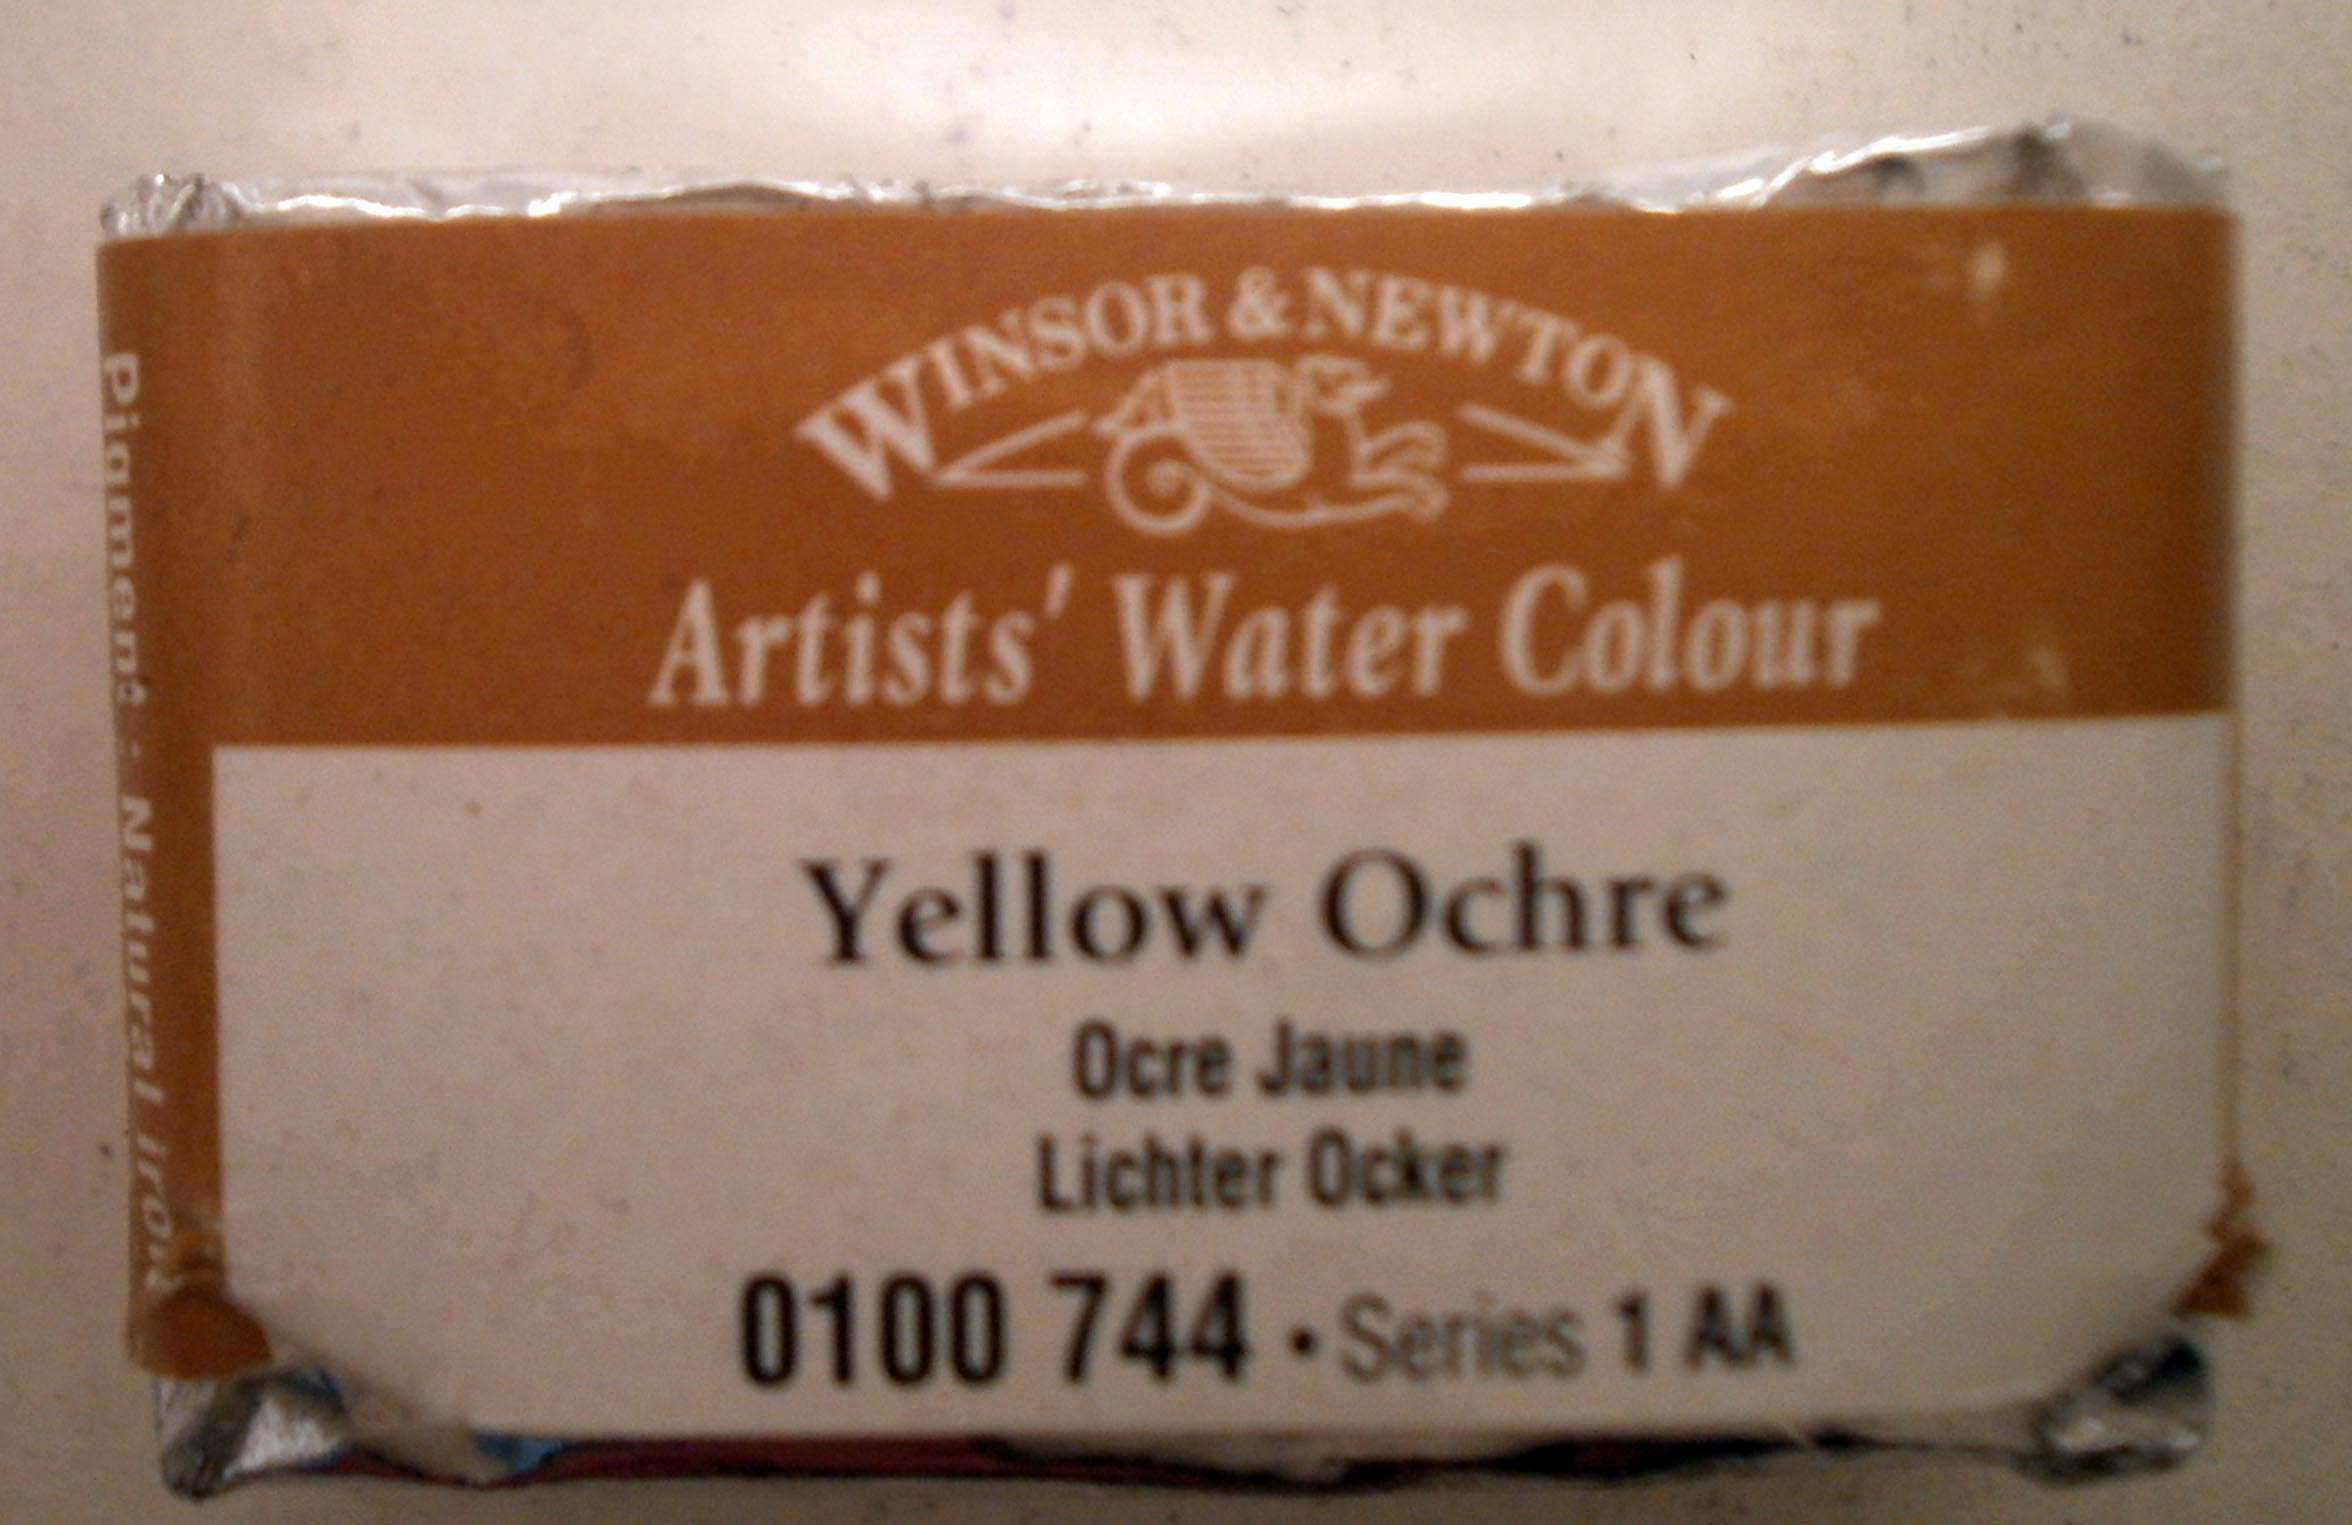 WINSOR & NEWTON
Artists' Water Colour
Yellow Ochre
Ocre Jaune
Lichter Ocker
0100 744 • Series 1 AA
Pigment : Natural iron